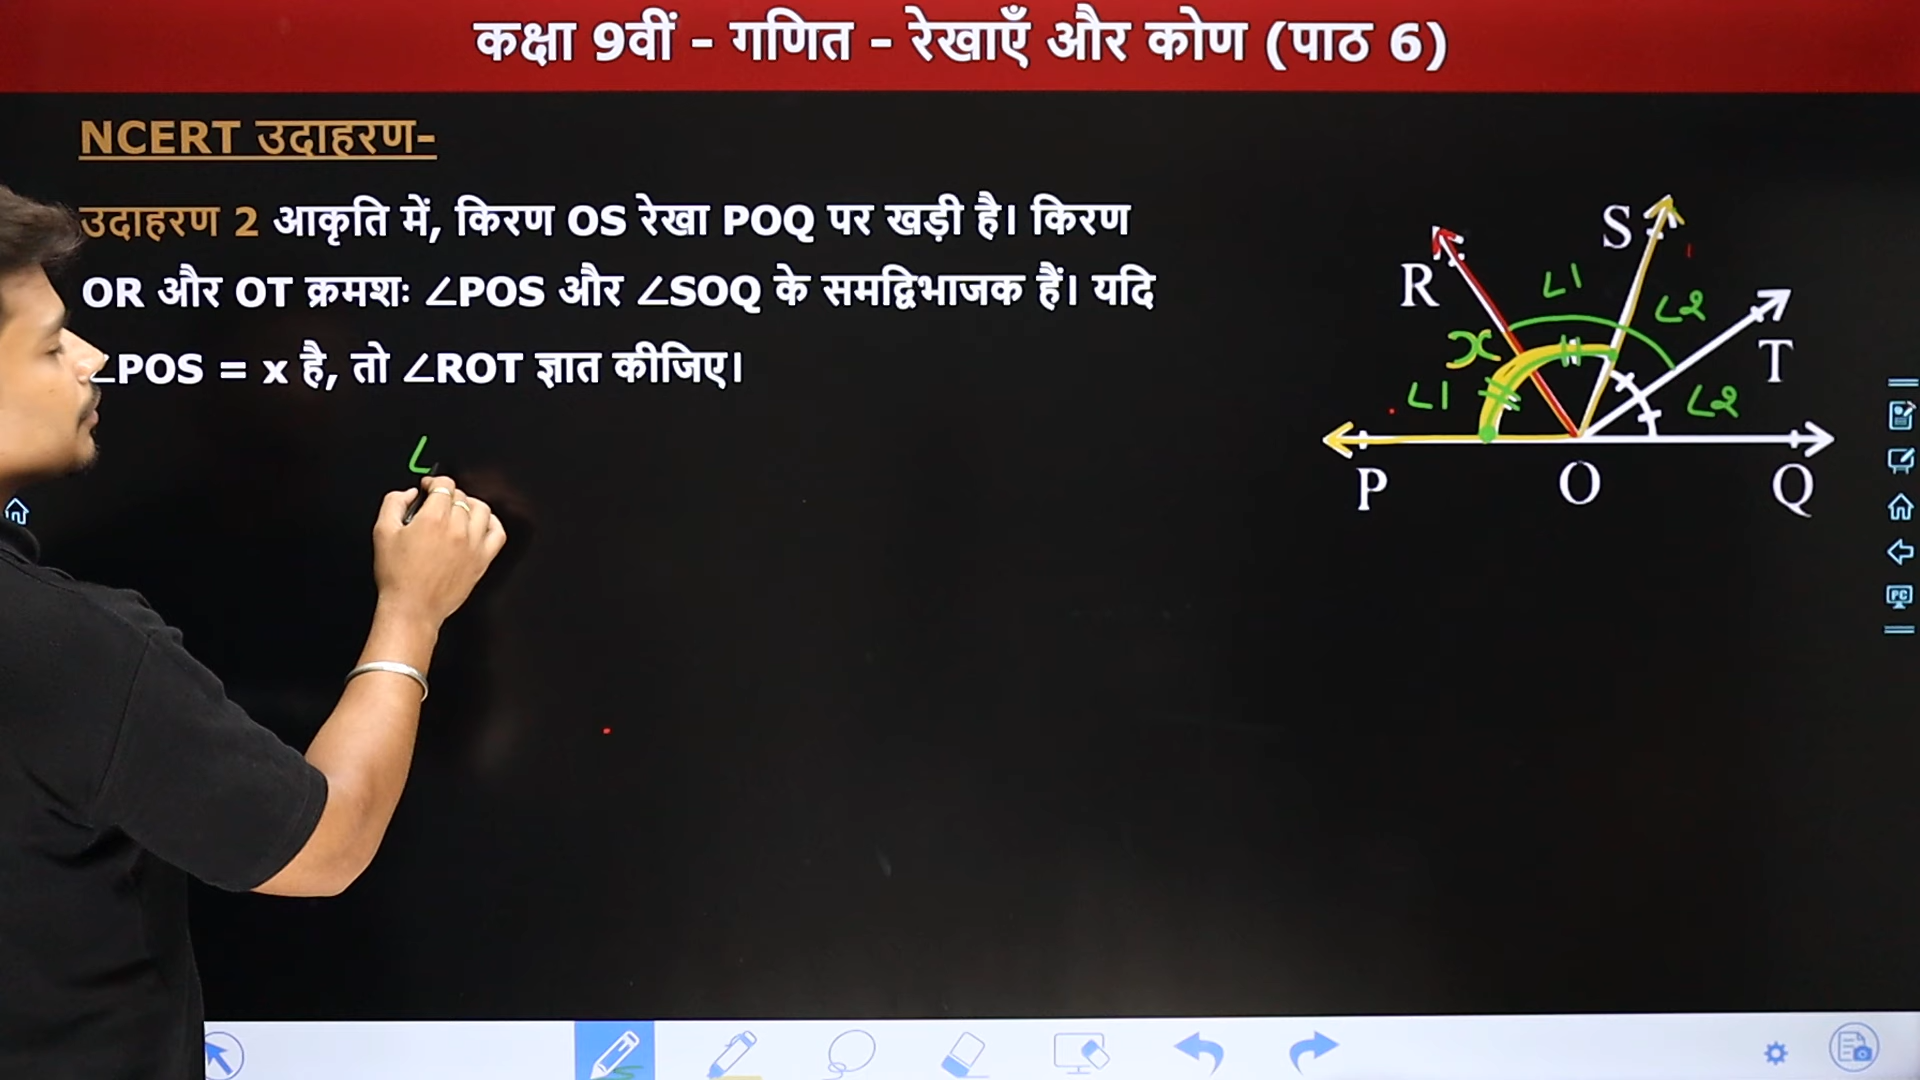 कक्षा 9वीं - गणित - रेखाएँ और कोण (पाठ 6)
NCERT उदाहरण-
उदाहरण 2 आकृति में, किरण OS रेखा POQ पर खड़ी है। किरण
OR और OT क्रमशः ∠POS और ∠SOQ के समद्विभाजक हैं। यदि
∠POS = x है, तो ∠ROT ज्ञात कीजिए।
∠
S
R
∠1
∠2
x
T
∠1
∠2
P
O
Q
PC